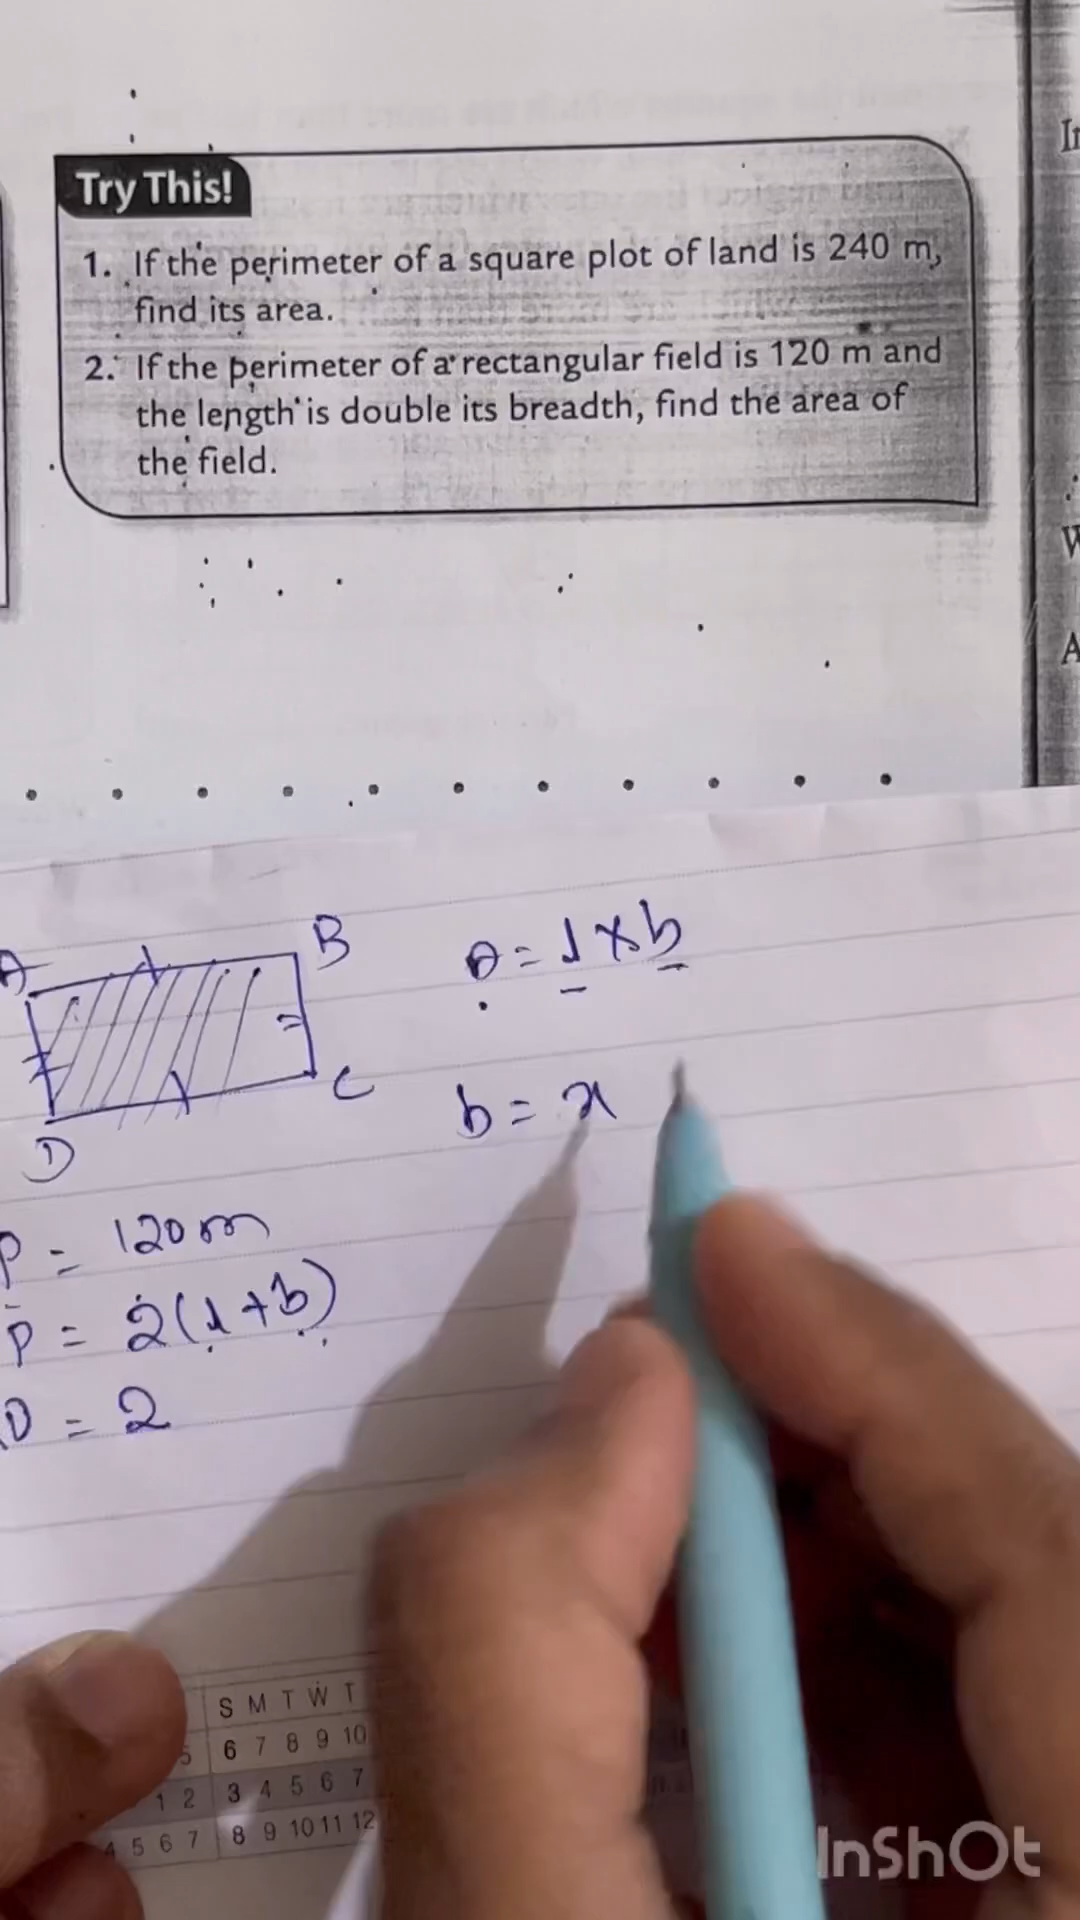 Try This!
1. If the perimeter of a square plot of land is 240 m,
find its area.
2. If the perimeter of a rectangular field is 120 m and
the length is double its breadth, find the area of
the field.
A
B
C
D
P = 120 m
P = 2(l+b)
0 = 2
a = l × b
b = x
S M T W T
5 6 7 8 9 10
1 2 3 4 5 6 7
4 5 6 7 8 9 10 11 12
InShOt